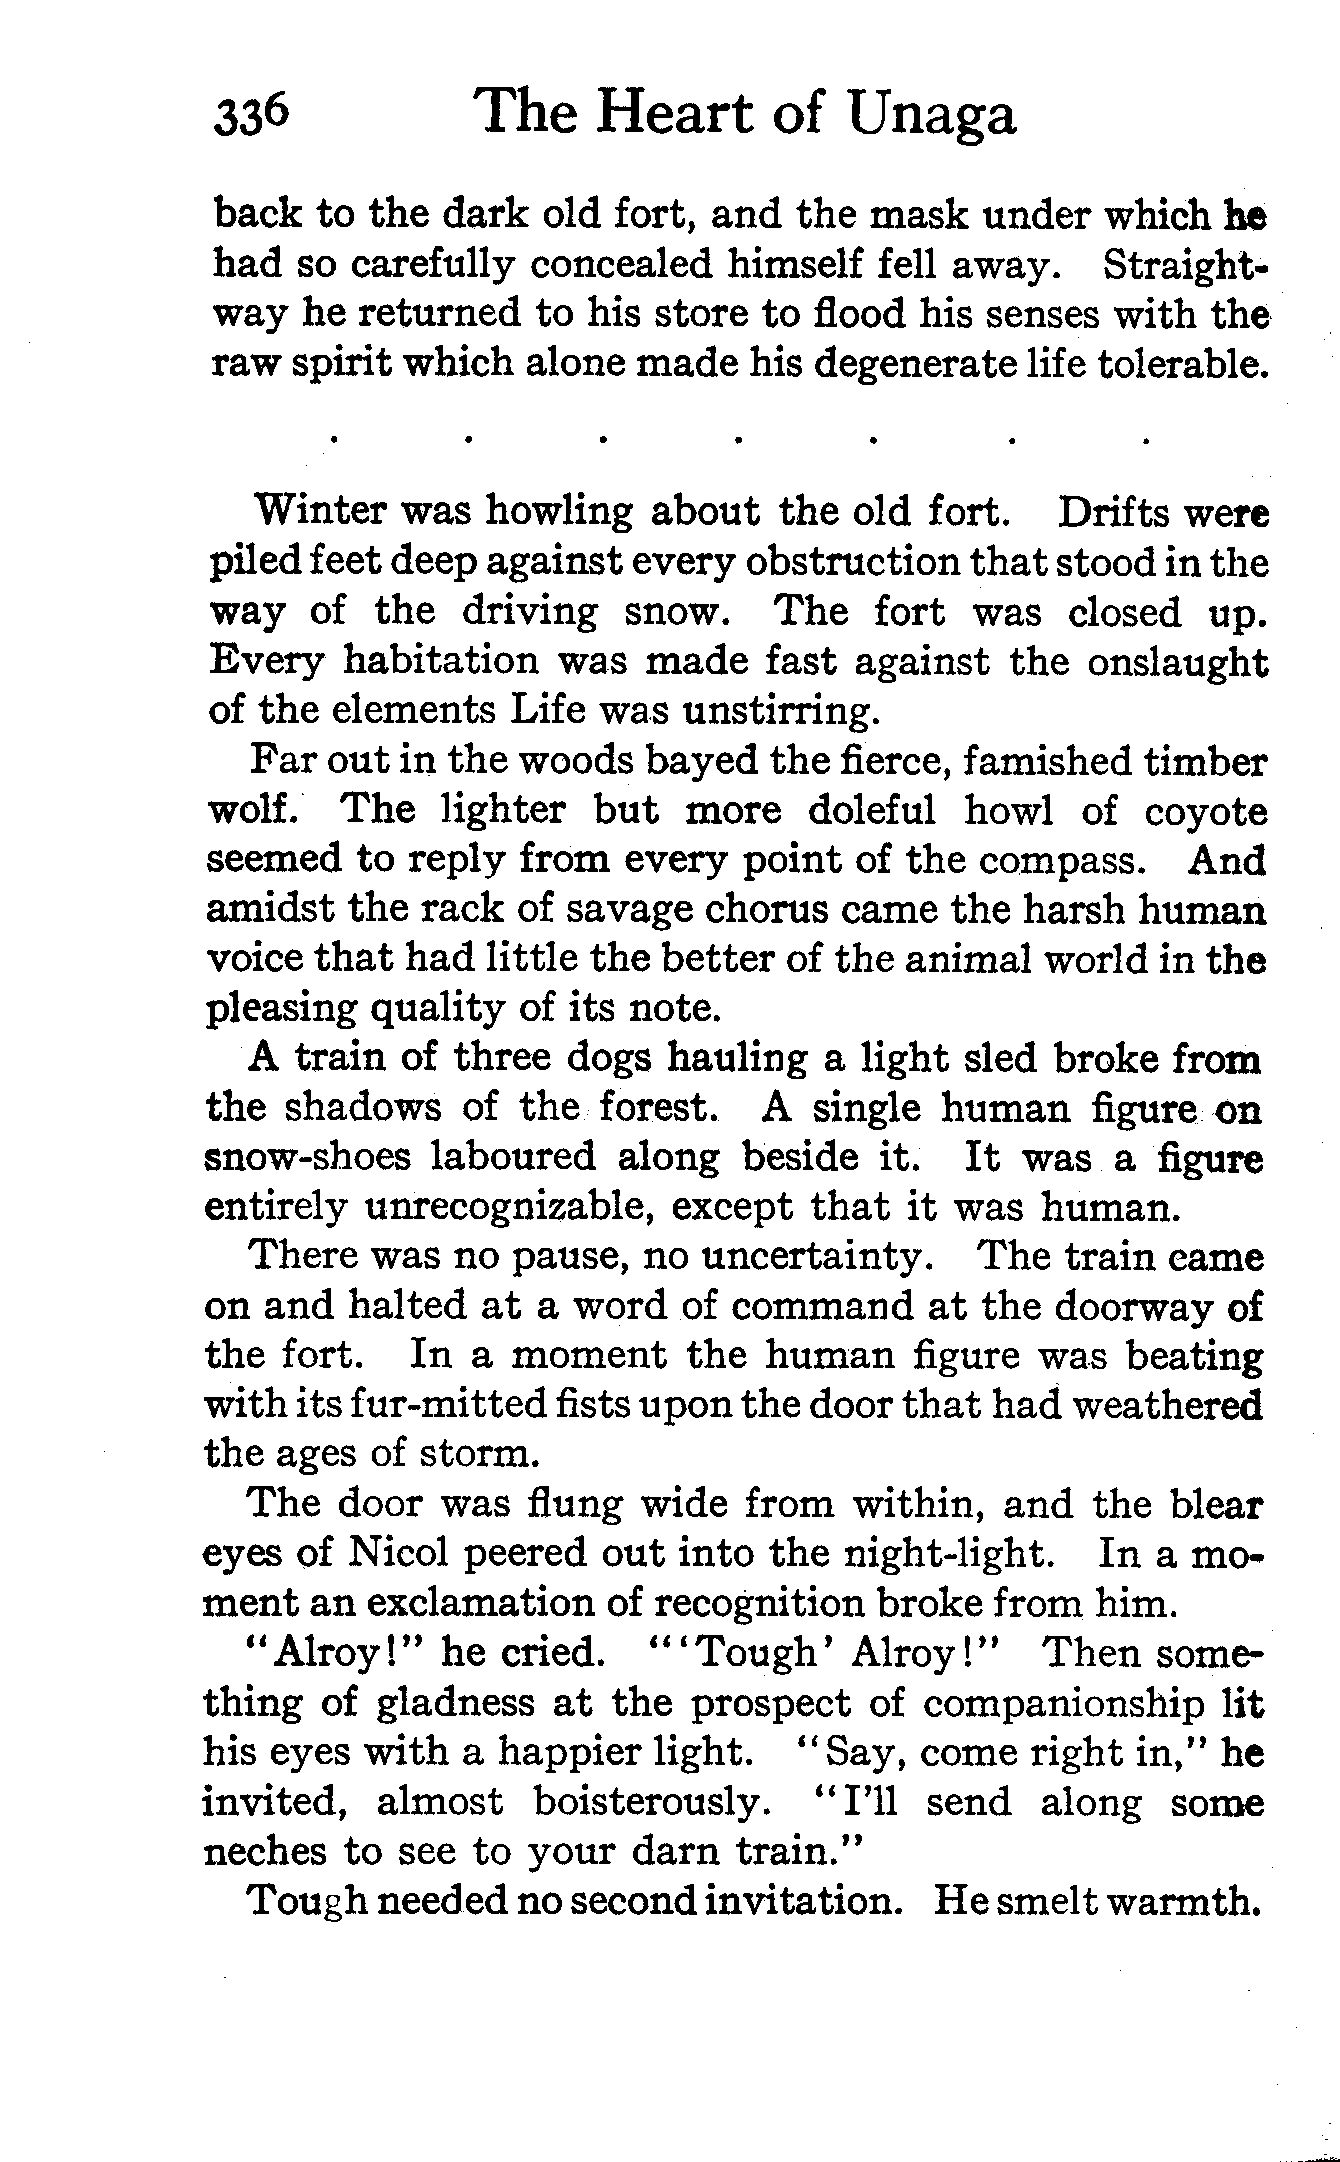 336 The Heart of Unaga
back to the dark old fort, and the mask under which he
had so carefully concealed himself fell away. Straight-
way he returned to his store to flood his senses with the
raw spirit which alone made his degenerate life tolerable.
. . . . . . .
Winter was howling about the old fort. Drifts were
piled feet deep against every obstruction that stood in the
way of the driving snow. The fort was closed up.
Every habitation was made fast against the onslaught
of the elements Life was unstirring.
Far out in the woods bayed the fierce, famished timber
wolf. The lighter but more doleful howl of coyote
seemed to reply from every point of the compass. And
amidst the rack of savage chorus came the harsh human
voice that had little the better of the animal world in the
pleasing quality of its note.
A train of three dogs hauling a light sled broke from
the shadows of the forest. A single human figure on
snow-shoes laboured along beside it. It was a figure
entirely unrecognizable, except that it was human.
There was no pause, no uncertainty. The train came
on and halted at a word of command at the doorway of
the fort. In a moment the human figure was beating
with its fur-mitted fists upon the door that had weathered
the ages of storm.
The door was flung wide from within, and the blear
eyes of Nicol peered out into the night-light. In a mo-
ment an exclamation of recognition broke from him.
"Alroy!" he cried. "'Tough' Alroy!" Then some-
thing of gladness at the prospect of companionship lit
his eyes with a happier light. "Say, come right in," he
invited, almost boisterously. "I'll send along some
neches to see to your darn train."
Tough needed no second invitation. He smelt warmth.